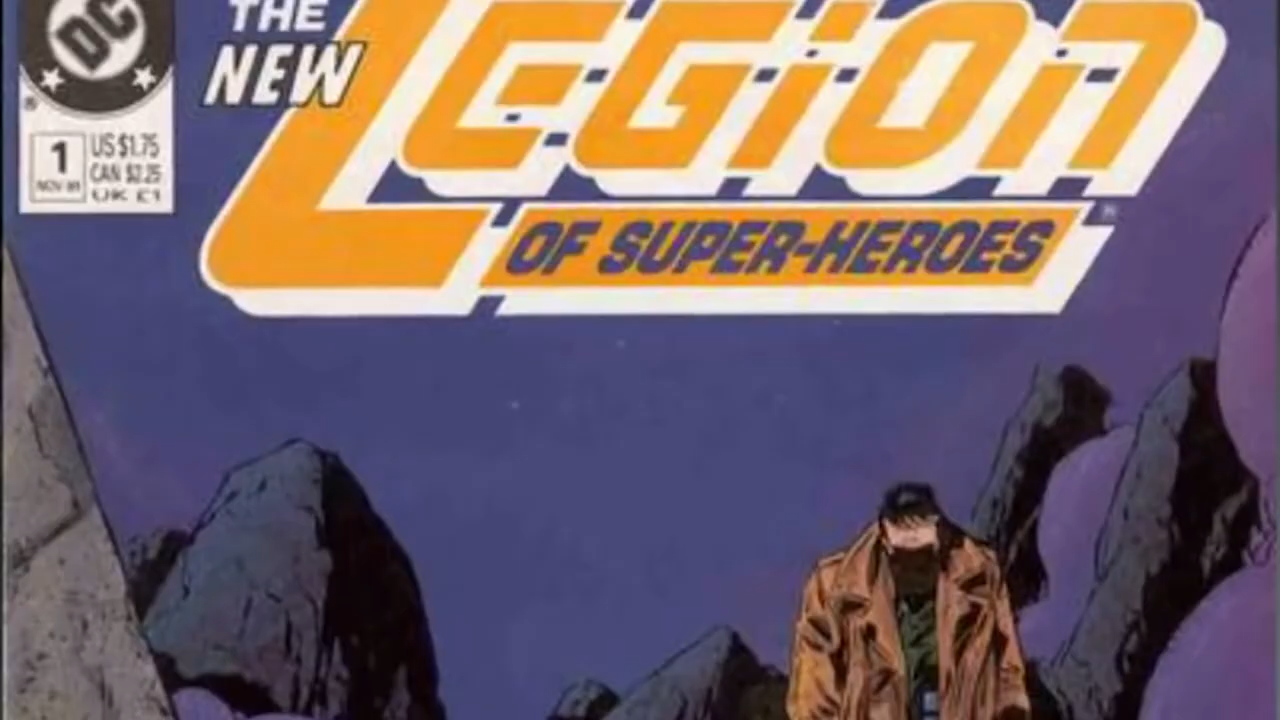 DC
THE
NEW
LEGION
OF SUPER-HEROES
®
®
1
NOV 89
US $1.75
CAN $2.25
UK £1